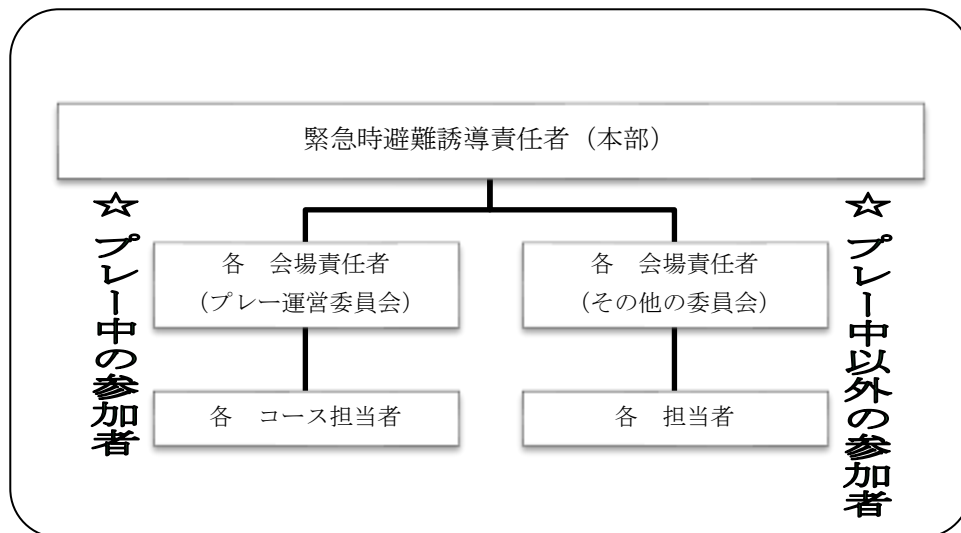 緊急時避難誘導責任者（本部）
☆プレー中の参加者
各　会場責任者
（プレー運営委員会）
各　コース担当者
各　会場責任者
（その他の委員会）
各　担当者
☆プレー中以外の参加者